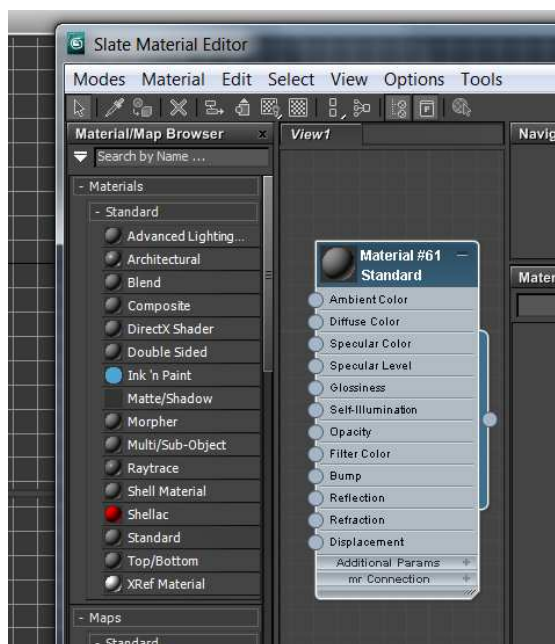 Slate Material Editor
Modes Material Edit Select View Options Tools
Material/Map Browser x
Search by Name ...
- Materials
- Standard
Advanced Lighting...
Architectural
Blend
Composite
DirectX Shader
Double Sided
Ink 'n Paint
Matte/Shadow
Morpher
Multi/Sub-Object
Raytrace
Shell Material
Shellac
Standard
Top/Bottom
XRef Material
- Maps
- Standard
View1
Material #61
Standard
Ambient Color
Diffuse Color
Specular Color
Specular Level
Glossiness
Self-Illumination
Opacity
Filter Color
Bump
Reflection
Refraction
Displacement
Additional Params +
mr Connection +
Navig
Mater